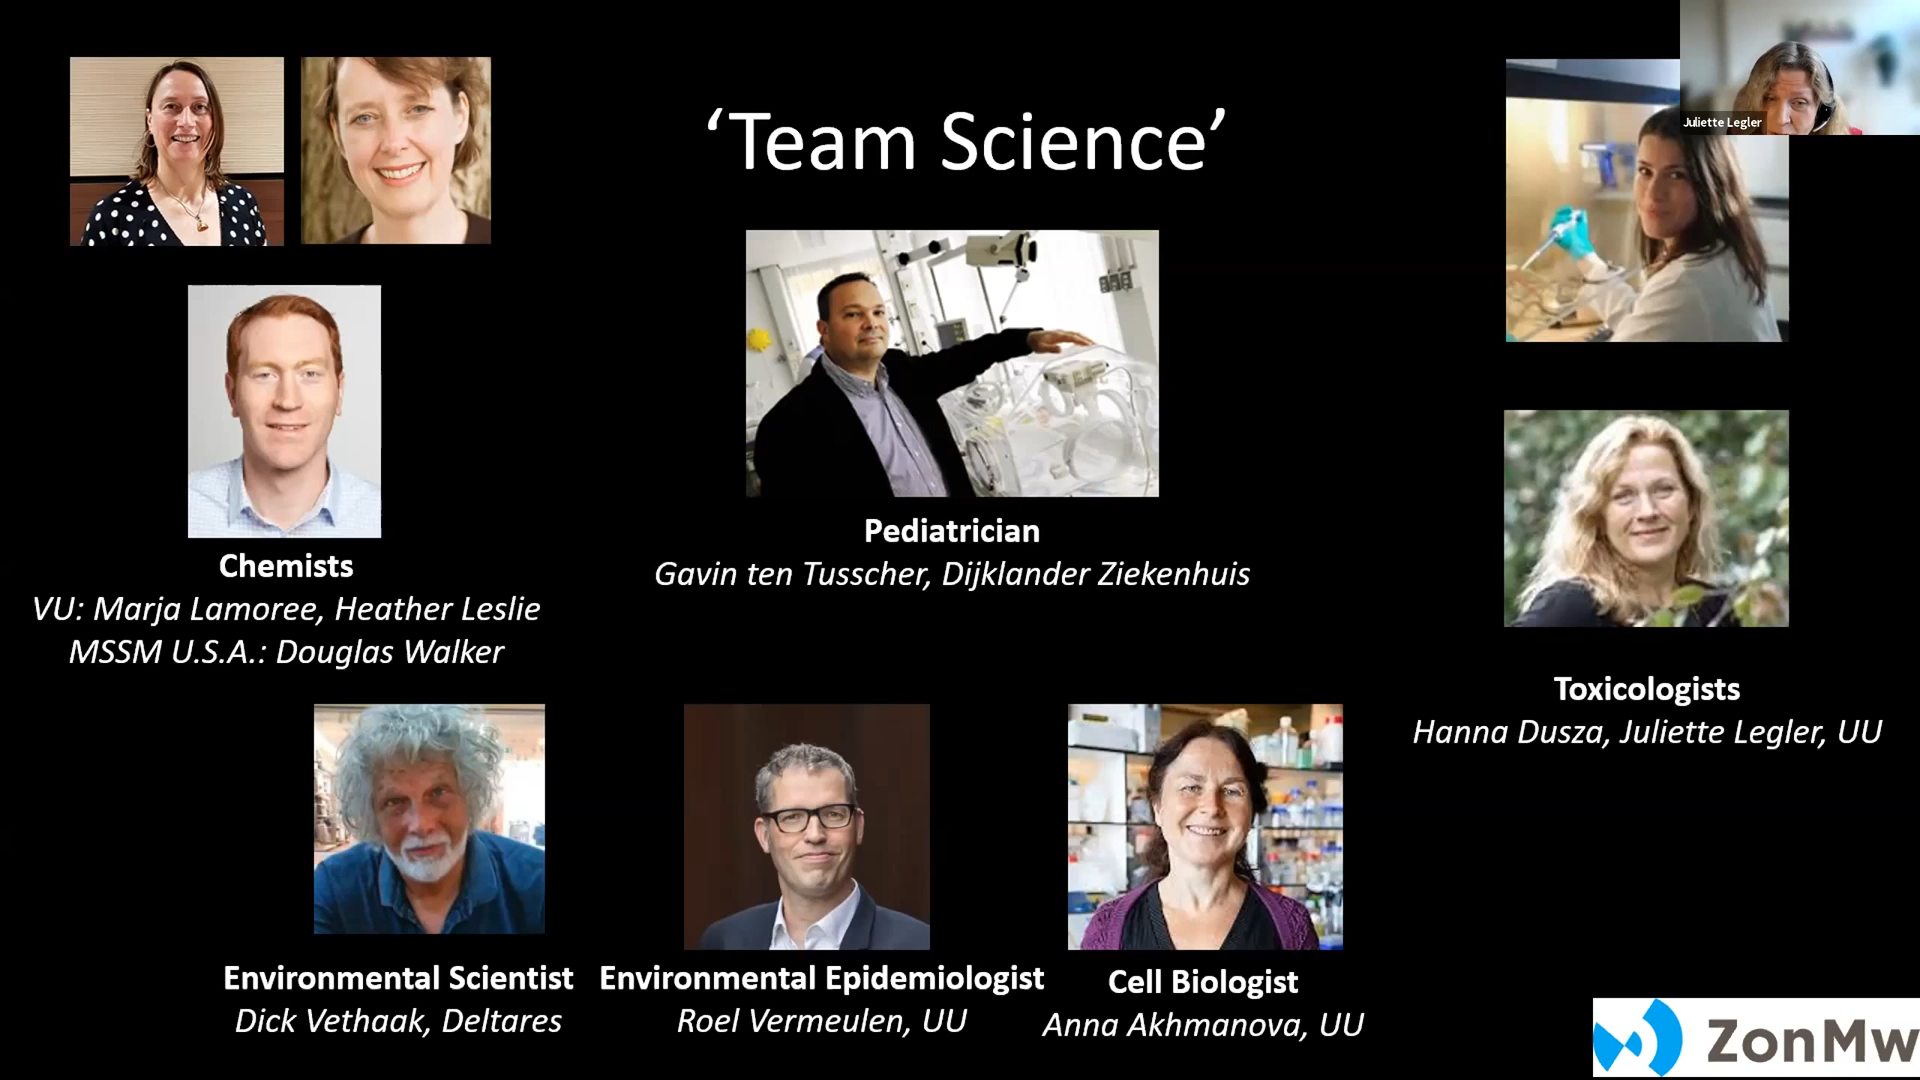 ‘Team Science’
Juliette Legler
Chemists
VU: Marja Lamoree, Heather Leslie
MSSM U.S.A.: Douglas Walker
Pediatrician
Gavin ten Tusscher, Dijklander Ziekenhuis
Toxicologists
Hanna Dusza, Juliette Legler, UU
Environmental Scientist
Dick Vethaak, Deltares
Environmental Epidemiologist
Roel Vermeulen, UU
Cell Biologist
Anna Akhmanova, UU
ZonMw